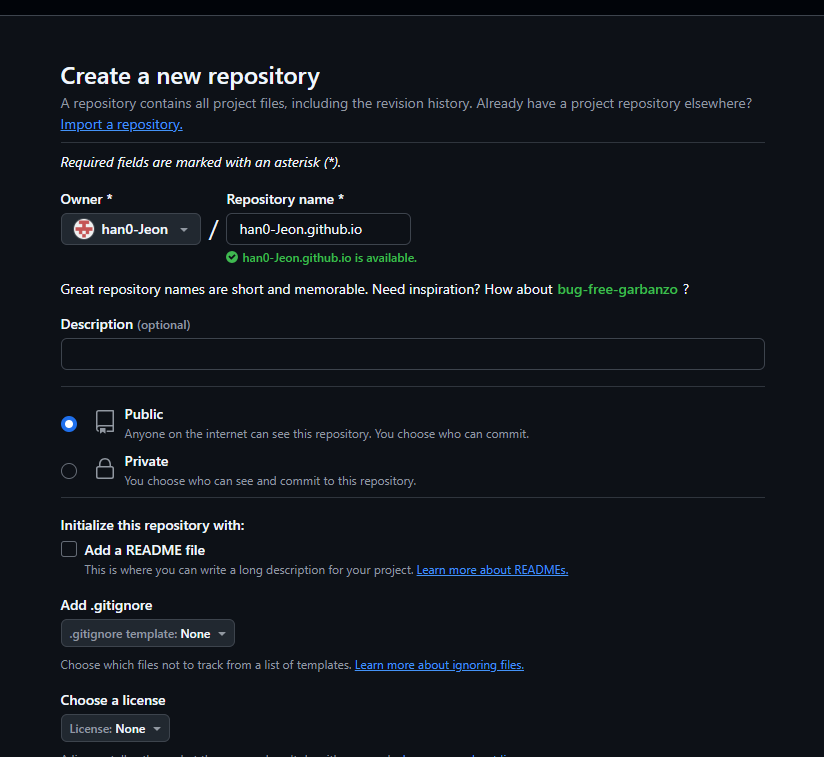 Create a new repository
A repository contains all project files, including the revision history. Already have a project repository elsewhere?
Import a repository.
Required fields are marked with an asterisk (*).
Owner *
Repository name *
han0-Jeon
/
han0-Jeon.github.io
han0-Jeon.github.io is available.
Great repository names are short and memorable. Need inspiration? How about bug-free-garbanzo ?
Description (optional)
Public
Anyone on the internet can see this repository. You choose who can commit.
Private
You choose who can see and commit to this repository.
Initialize this repository with:
Add a README file
This is where you can write a long description for your project. Learn more about READMEs.
Add .gitignore
.gitignore template: None
Choose which files not to track from a list of templates. Learn more about ignoring files.
Choose a license
License: None